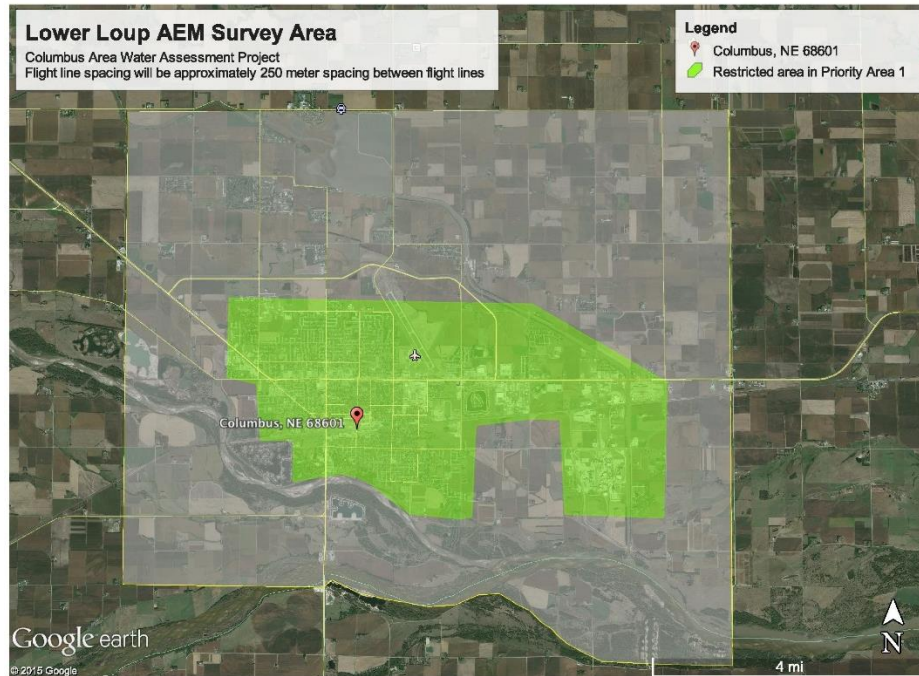 Lower Loup AEM Survey Area
Columbus Area Water Assessment Project
Flight line spacing will be approximately 250 meter spacing between flight lines
Legend
Columbus, NE 68601
Restricted area in Priority Area 1
Columbus, NE 68601
N
Google earth
© 2015 Google
4 mi